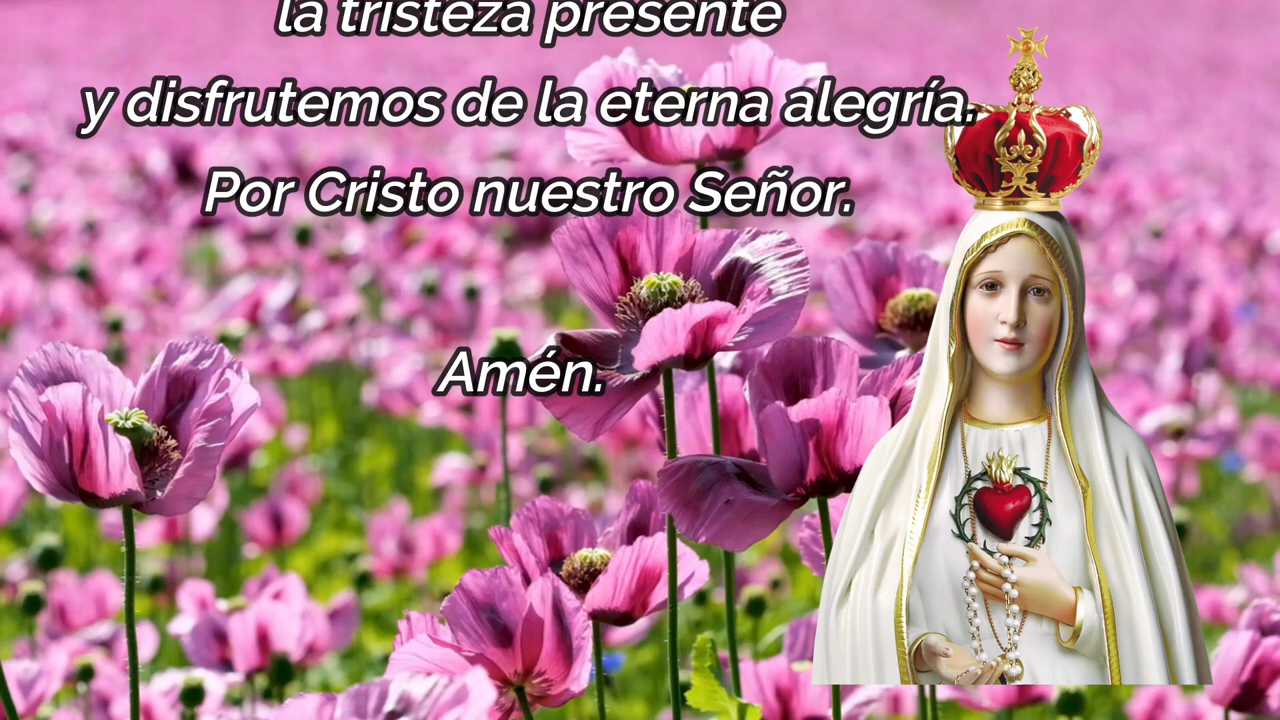 la tristeza presente
y disfrutemos de la eterna alegría.
Por Cristo nuestro Señor.
Amén.